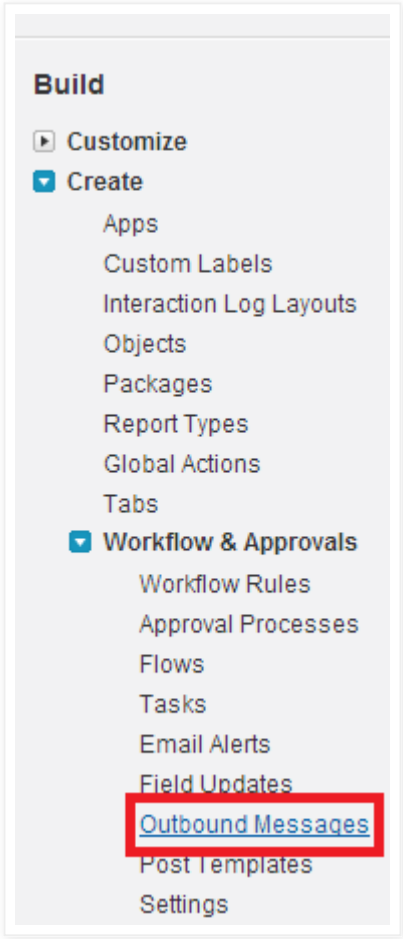 Build
Customize
Create
Apps
Custom Labels
Interaction Log Layouts
Objects
Packages
Report Types
Global Actions
Tabs
Workflow & Approvals
Workflow Rules
Approval Processes
Flows
Tasks
Email Alerts
Field Updates
Outbound Messages
Post Templates
Settings